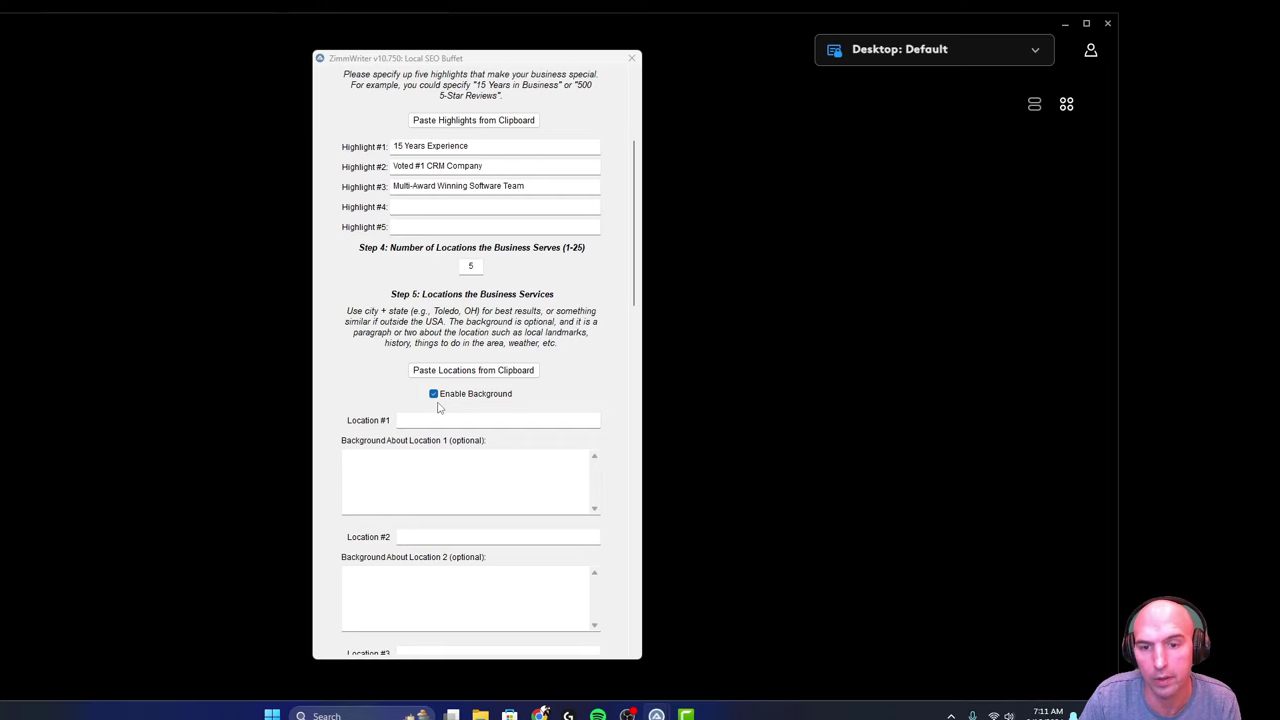 ZimmWriter v10.750: Local SEO Buffet
Desktop: Default
Please specify up five highlights that make your business special.
For example, you could specify "15 Years in Business" or "500
5-Star Reviews".
Paste Highlights from Clipboard
Highlight #1: 15 Years Experience
Highlight #2: Voted #1 CRM Company
Highlight #3: Multi-Award Winning Software Team
Highlight #4:
Highlight #5:
Step 4: Number of Locations the Business Serves (1-25)
5
Step 5: Locations the Business Services
Use city + state (e.g., Toledo, OH) for best results, or something
similar if outside the USA. The background is optional, and it is a
paragraph or two about the location such as local landmarks,
history, things to do in the area, weather, etc.
Paste Locations from Clipboard
Enable Background
Location #1
Background About Location 1 (optional):
Location #2
Background About Location 2 (optional):
Location #3
Search
7:11 AM